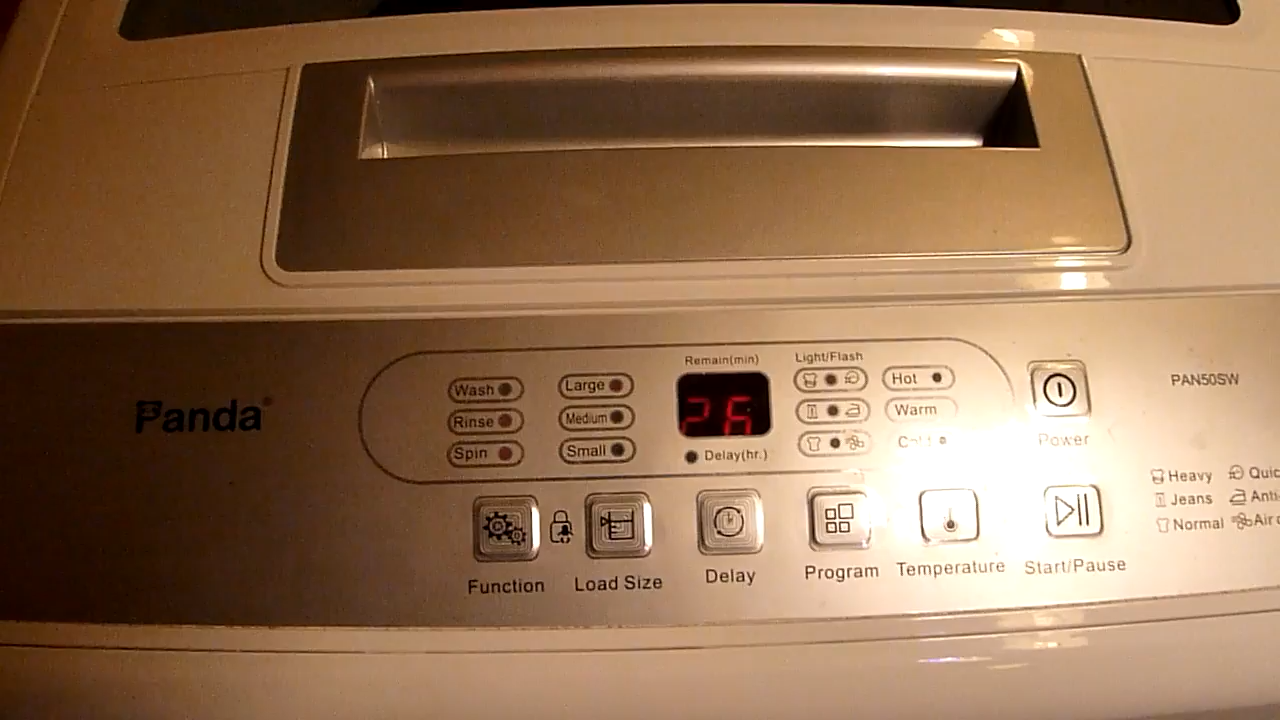 Panda
Wash
Rinse
Spin
Large
Medium
Small
Remain(min)
26
Delay(hr.)
Light/Flash
Hot
Warm
Power
PAN50SW
Heavy
Jeans
Normal
Function
Load Size
Delay
Program
Temperature
Start/Pause